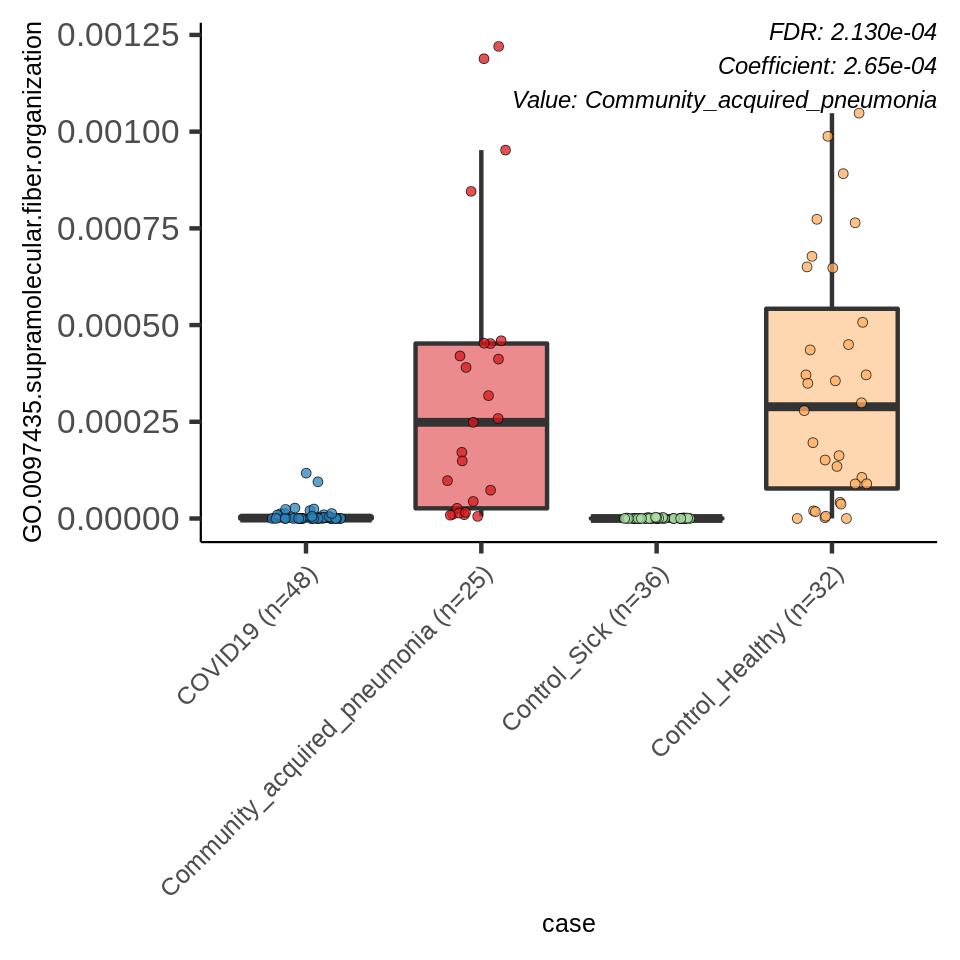 FDR: 2.130e-04
Coefficient: 2.65e-04
Value: Community_acquired_pneumonia
GO.0097435.supramolecular.fiber.organization
0.00125
0.00100
0.00075
0.00050
0.00025
0.00000
COVID19 (n=48)
Community_acquired_pneumonia (n=25)
Control_Sick (n=36)
Control_Healthy (n=32)
case